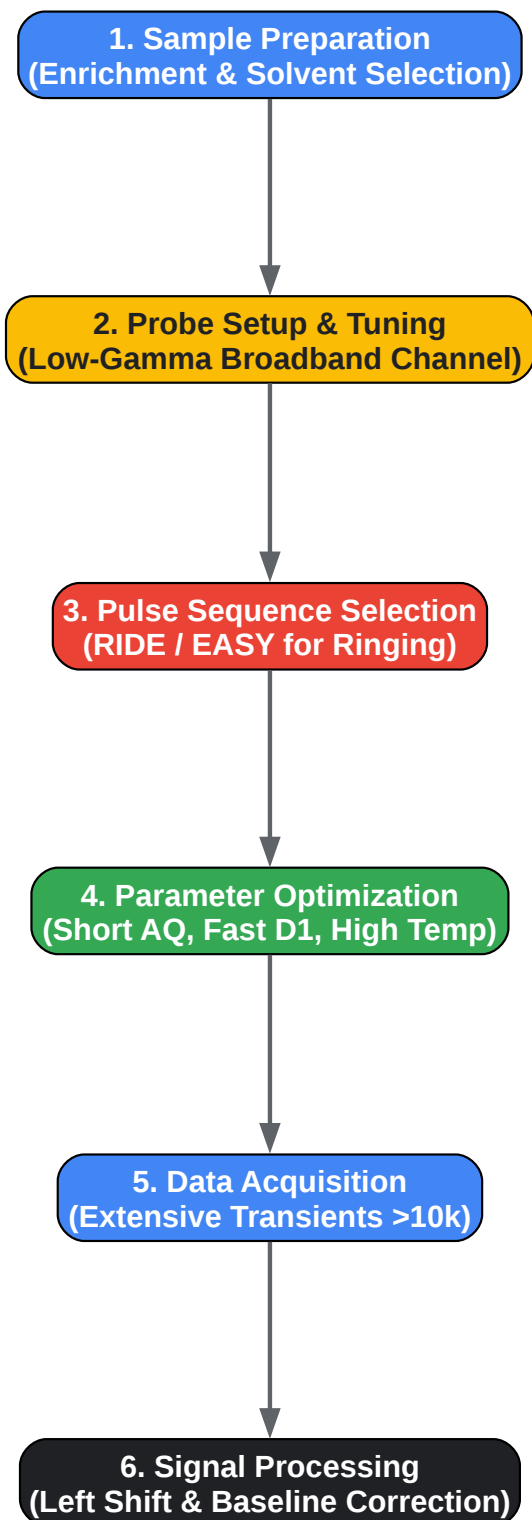 1. Sample Preparation
(Enrichment & Solvent Selection)
2. Probe Setup & Tuning
(Low-Gamma Broadband Channel)
3. Pulse Sequence Selection
(RIDE / EASY for Ringing)
4. Parameter Optimization
(Short AQ, Fast D1, High Temp)
5. Data Acquisition
(Extensive Transients >10k)
6. Signal Processing
(Left Shift & Baseline Correction)